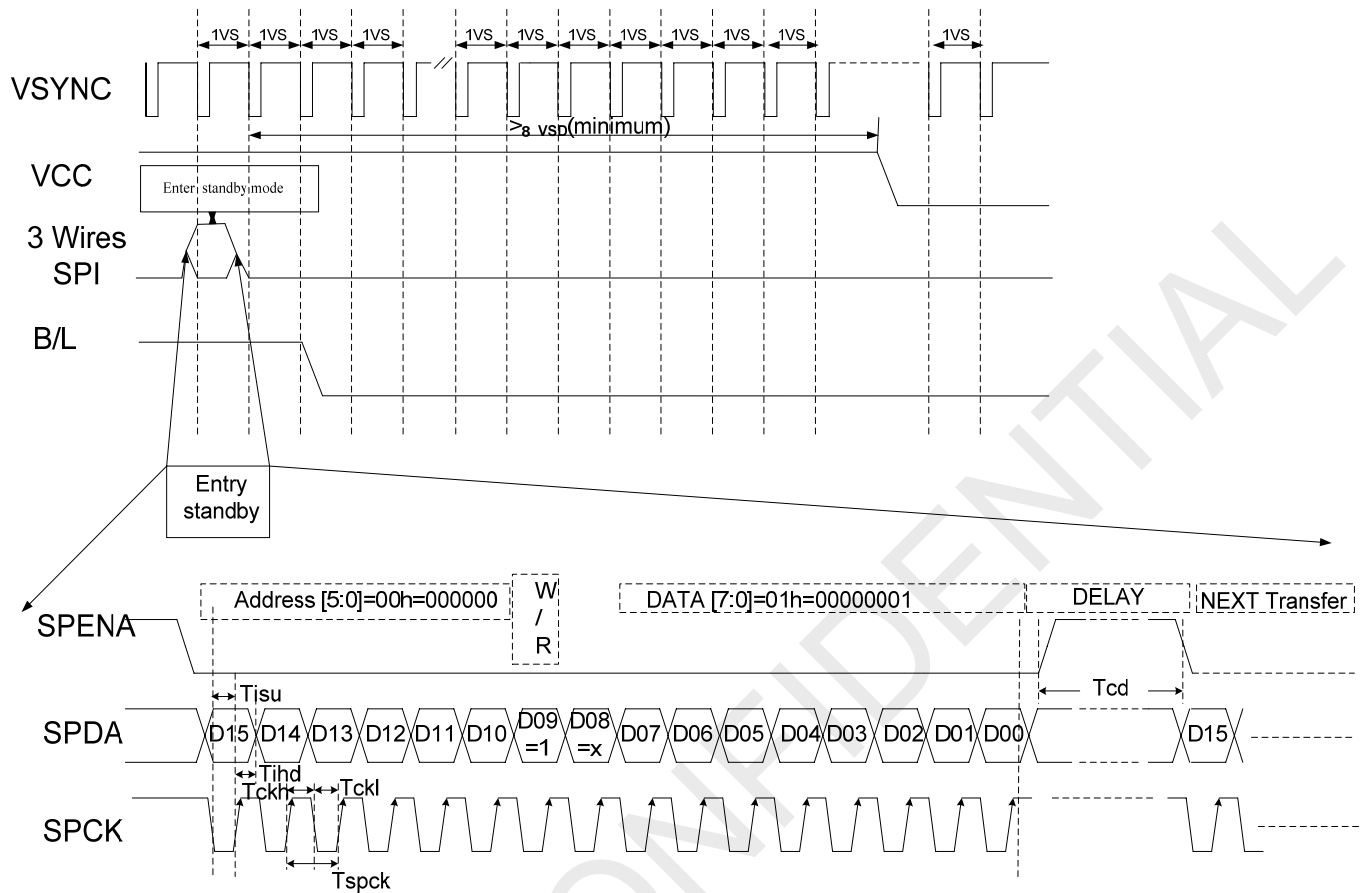 1VS 1VS 1VS 1VS 1VS 1VS 1VS 1VS 1VS 1VS 1VS 1VS
VSYNC
>8 vsp(minimum)
VCC
Enter standby mode
3 Wires
SPI
B/L
Entry
standby
Address [5:0]=00h=000000
W
/
R
DATA [7:0]=01h=00000001
DELAY
NEXT Transfer
SPENA
Tisu
Tcd
SPDA
D15 D14 D13 D12 D11 D10 D09 =1 D08 =x D07 D06 D05 D04 D03 D02 D01 D00 D15
Tihd
Tckh Tckl
SPCK
Tspck
ONFIDENTIAL